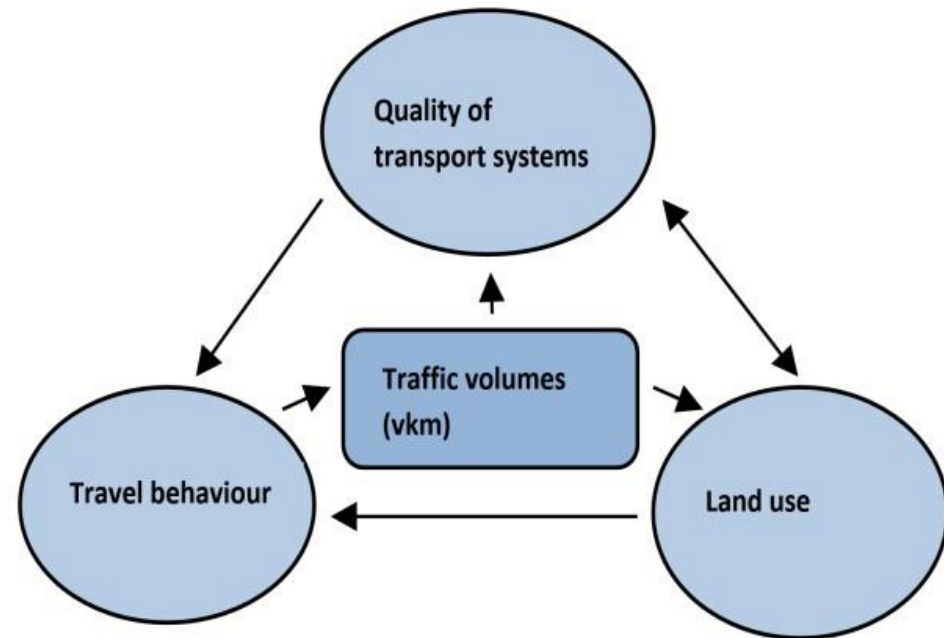 Quality of
transport systems
Traffic volumes
(vkm)
Travel behaviour
Land use